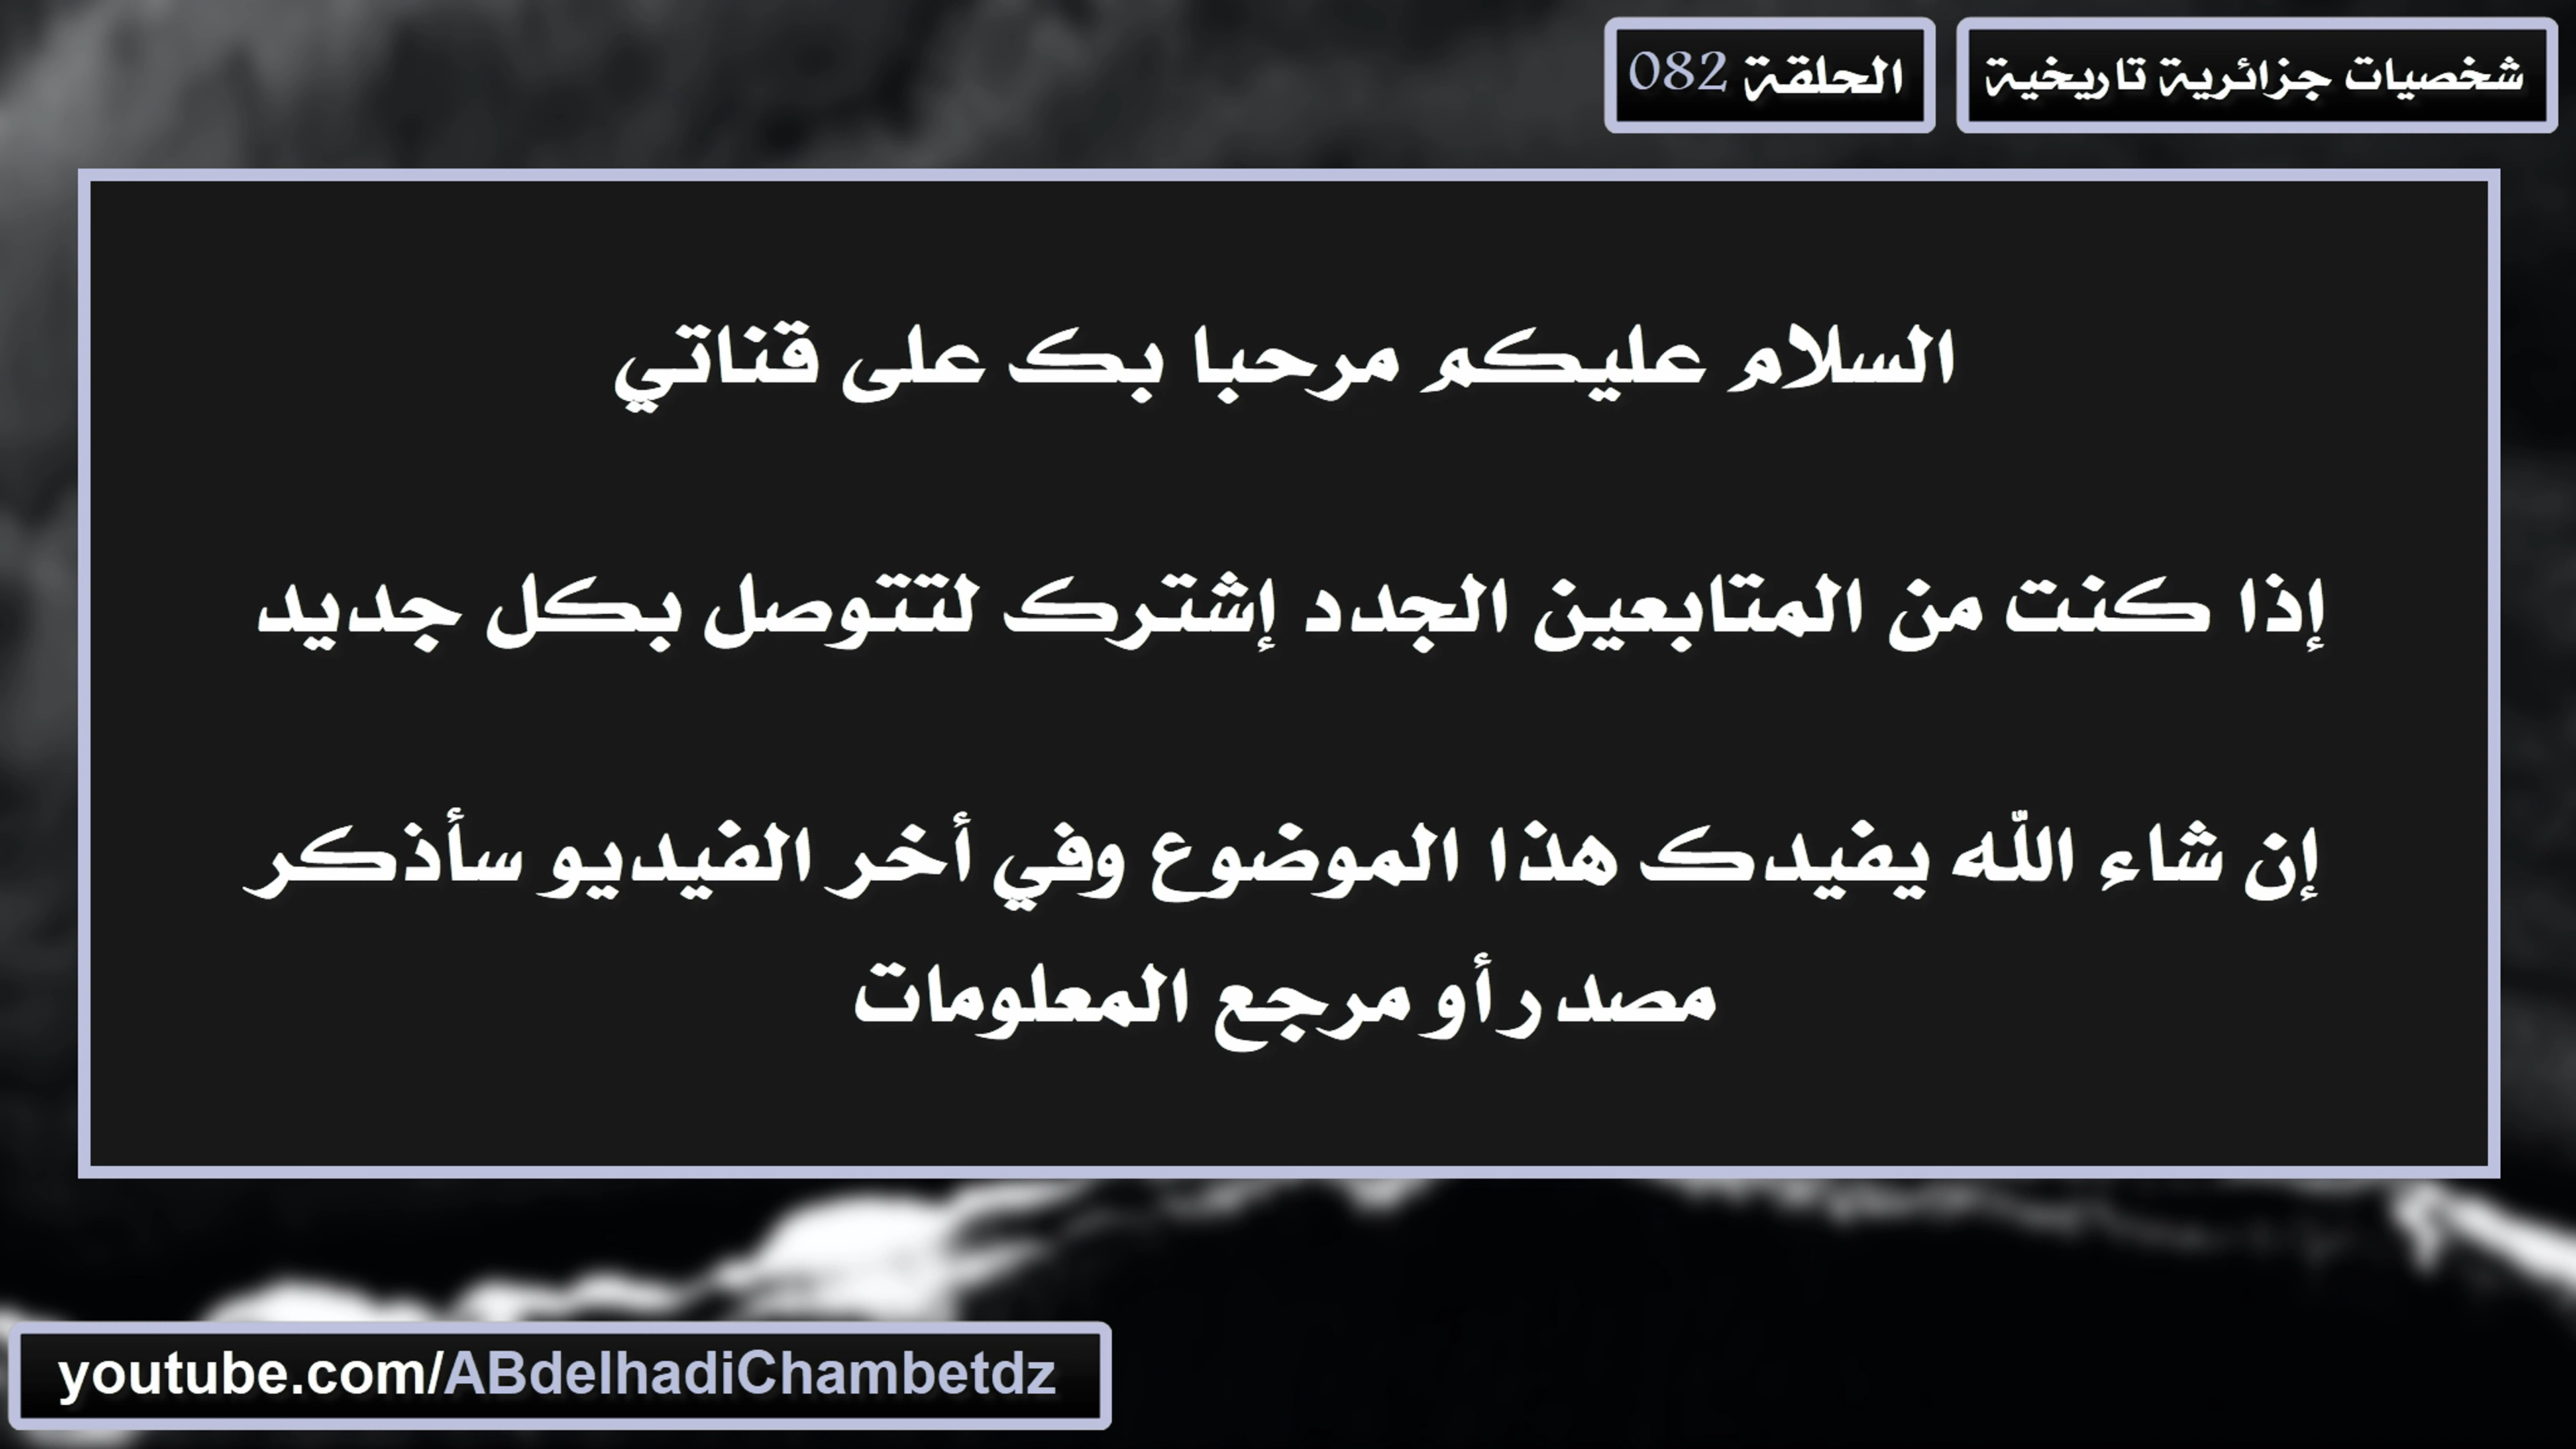 شخصيات جزائرية تاريخية
الحلقة 082
السلام عليكم مرحبا بك على قناتي
إذا كنت من المتابعين الجدد إشترك لتتوصل بكل جديد
إن شاء الله يفيدك هذا الموضوع وفي أخر الفيديو سأذكر
مصدر أو مرجع المعلومات
youtube.com/ABdelhadiChambetdz